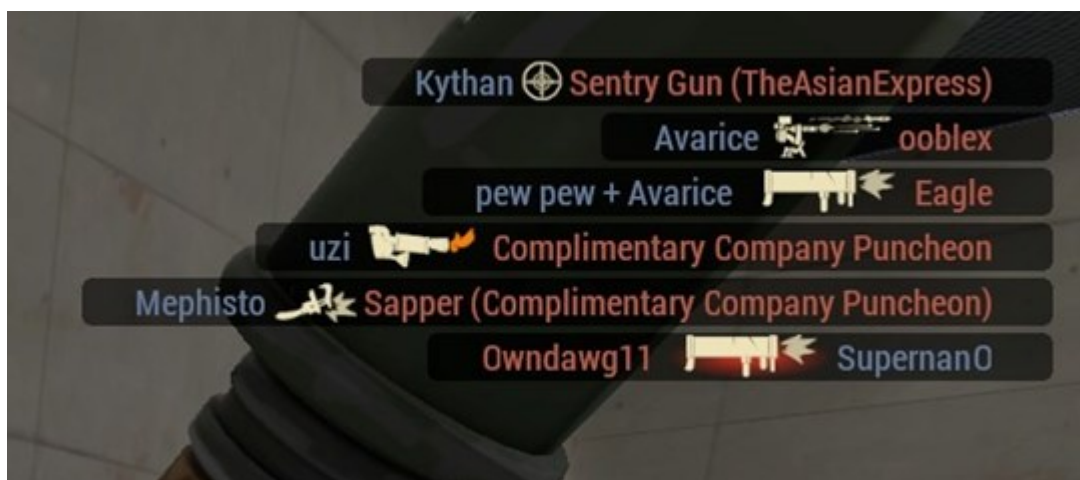 Kythan Sentry Gun (TheAsianExpress)
Avarice ooblex
pew pew + Avarice Eagle
uzi Complimentary Company Puncheon
Mephisto Sapper (Complimentary Company Puncheon)
Owndawg11 SupernanO